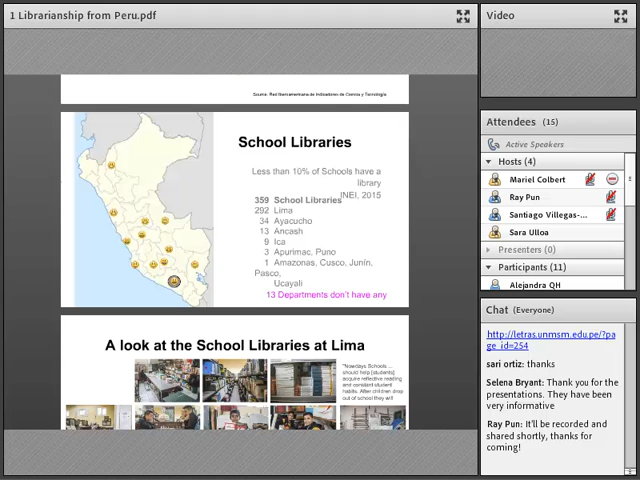 1 Librarianship from Peru.pdf
Source: Red Iberoamericana de Indicadores de Ciencia y Tecnología
School Libraries
Less than 10% of Schools have a
library
INEI, 2015
359 School Libraries
292 Lima
34 Ayacucho
13 Ancash
9 Ica
3 Apurimac, Puno
1 Amazonas, Cusco, Junín.
Pasco,
Ucayali
13 Departments don't have any
A look at the School Libraries at Lima
"Nowadays Schools ...
should help [students]
acquire reflective reading
and constant student
habits. After children drop
out of school they will
Video
Attendees (15)
Active Speakers
Hosts (4)
Mariel Colbert
Ray Pun
Santiago Villegas-...
Sara Ulloa
Presenters (0)
Participants (11)
Alejandra QH
Chat (Everyone)
http://letras.unmsm.edu.pe/?pa
ge_id=254
sari ortiz: thanks
Selena Bryant: Thank you for the
presentations. They have been
very informative
Ray Pun: It'll be recorded and
shared shortly, thanks for
coming!